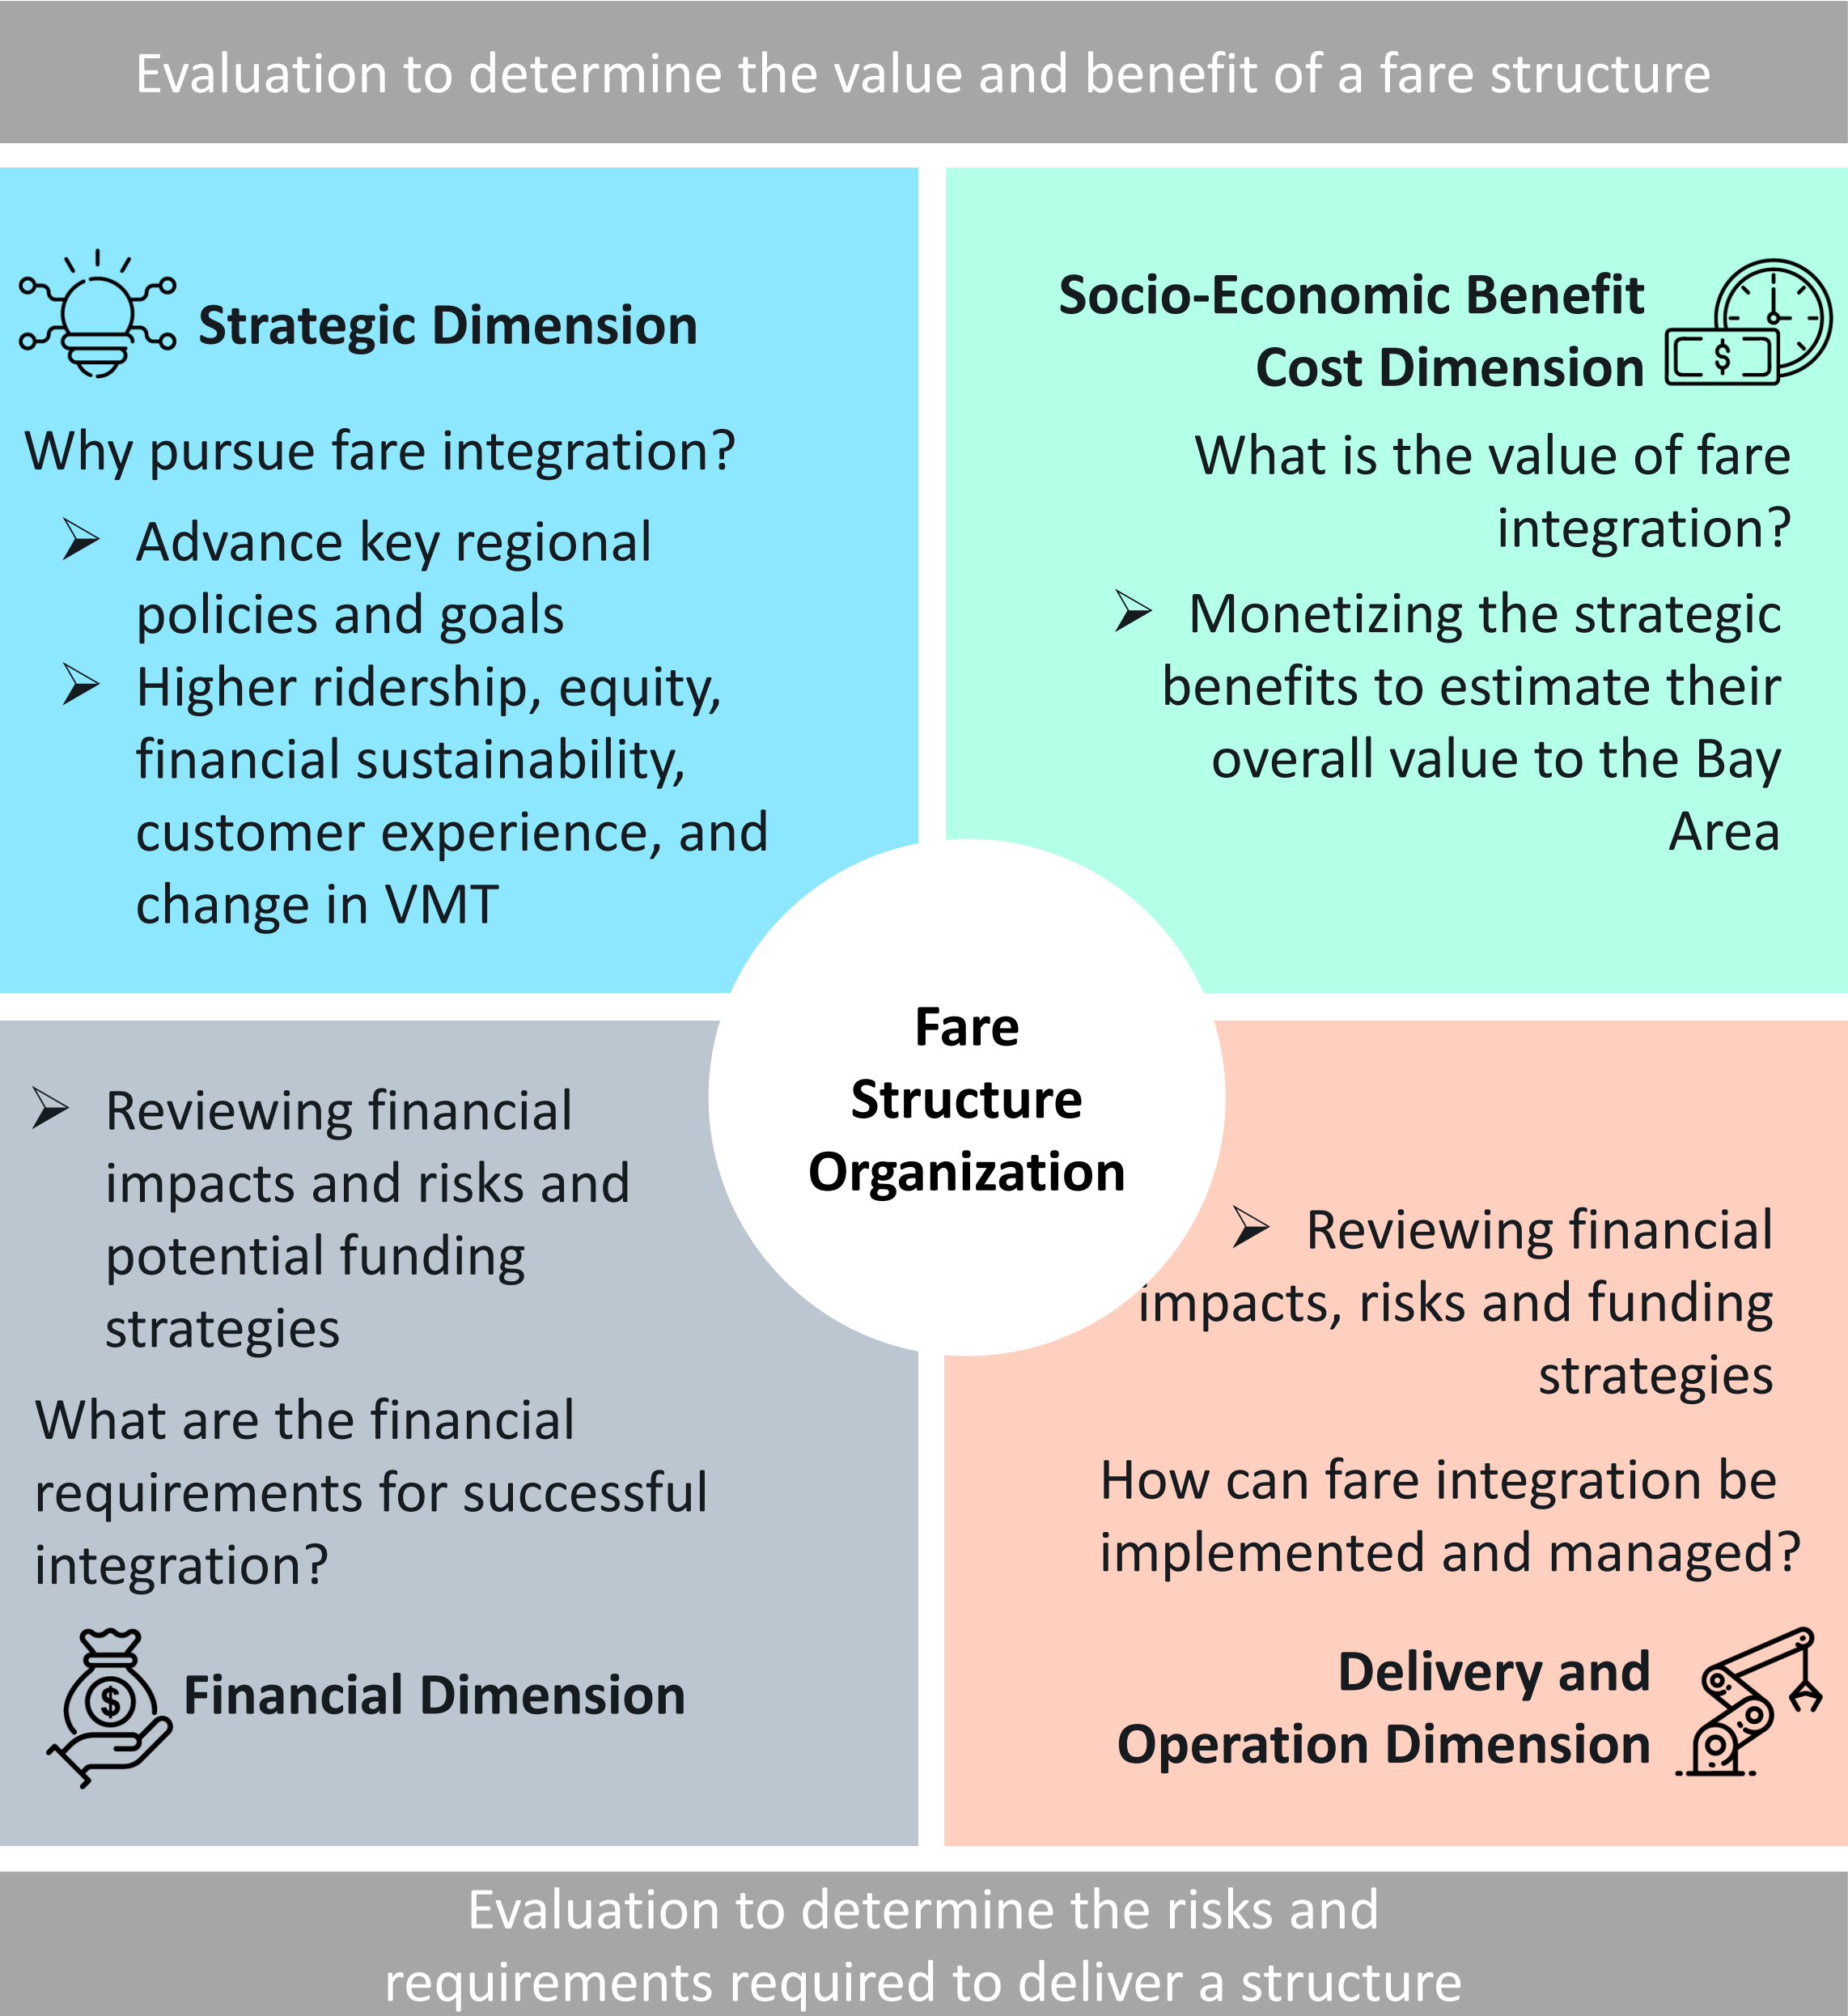 Evaluation to determine the value and benefit of a fare structure
Strategic Dimension
Why pursue fare integration?
Advance key regional
policies and goals
Higher ridership, equity,
financial sustainability,
customer experience, and
change in VMT
Socio-Economic Benefit
Cost Dimension
What is the value of fare
integration?
Monetizing the strategic
benefits to estimate their
overall value to the Bay
Area
Fare
Structure
Organization
Reviewing financial
impacts and risks and
potential funding
strategies
What are the financial
requirements for successful
integration?
Financial Dimension
Reviewing financial
impacts, risks and funding
strategies
How can fare integration be
implemented and managed?
Delivery and
Operation Dimension
Evaluation to determine the risks and
requirements required to deliver a structure